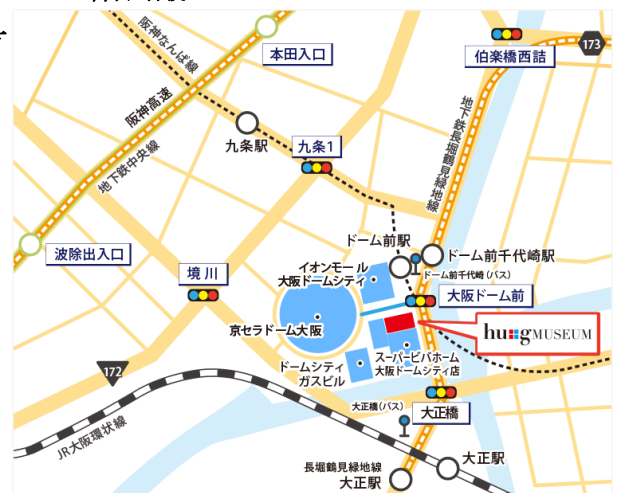 阪神なんば線
本田入口
伯楽橋西詰
173
阪神高速
地下鉄中央線
九条駅
九条1
地下鉄長堀鶴見緑地線
波除出入口
境川
ドーム前駅
ドーム前千代崎駅
ドーム前千代崎(バス)
イオンモール
大阪ドームシティ
大阪ドーム前
京セラドーム大阪
hu:gMUSEUM
スーパービバホーム
大阪ドームシティ店
ドームシティ
ガスビル
172
大正橋(バス)
大正橋
JR大阪環状線
長堀鶴見緑地線
大正駅
大正駅